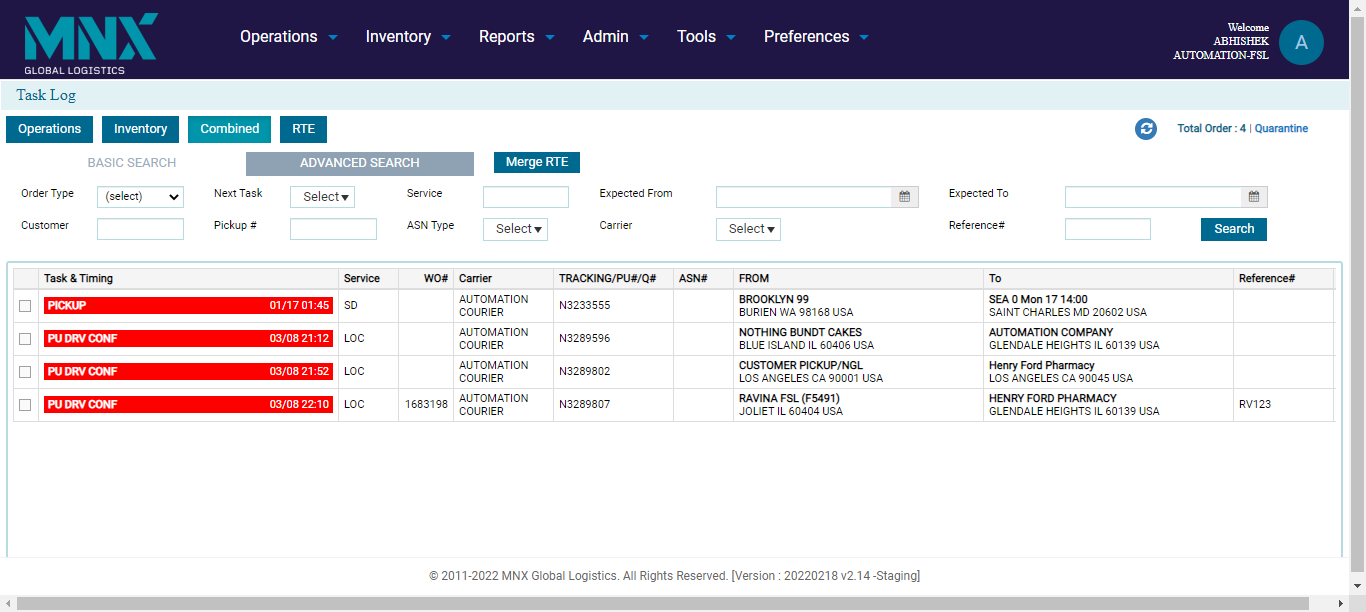 MNX
GLOBAL LOGISTICS
Operations Inventory Reports Admin Tools Preferences
Welcome
ABHISHEK
AUTOMATION-FSL
A
Task Log
Operations Inventory Combined RTE
Total Order : 4 | Quarantine
BASIC SEARCH ADVANCED SEARCH Merge RTE
Order Type (select) Next Task Select▼ Service Expected From Expected To
Customer Pickup # ASN Type Select▼ Carrier Select▼ Reference# Search
Task & Timing Service WO# Carrier TRACKING/PU#/Q# ASN# FROM To Reference#
PICKUP 01/17 01:45 SD AUTOMATION COURIER N3233555 BROOKLYN 99 SEA 0 Mon 17 14:00
BURIEN WA 98168 USA SAINT CHARLES MD 20602 USA
PU DRV CONF 03/08 21:12 LOC AUTOMATION COURIER N3289596 NOTHING BUNDT CAKES AUTOMATION COMPANY
BLUE ISLAND IL 60406 USA GLENDALE HEIGHTS IL 60139 USA
PU DRV CONF 03/08 21:52 LOC AUTOMATION COURIER N3289802 CUSTOMER PICKUP/NGL Henry Ford Pharmacy
LOS ANGELES CA 90001 USA LOS ANGELES CA 90045 USA
PU DRV CONF 03/08 22:10 LOC 1683198 AUTOMATION COURIER N3289807 RAVINA FSL (F5491) HENRY FORD PHARMACY RV123
JOLIET IL 60404 USA GLENDALE HEIGHTS IL 60139 USA
© 2011-2022 MNX Global Logistics. All Rights Reserved. [Version : 20220218 v2.14 -Staging]